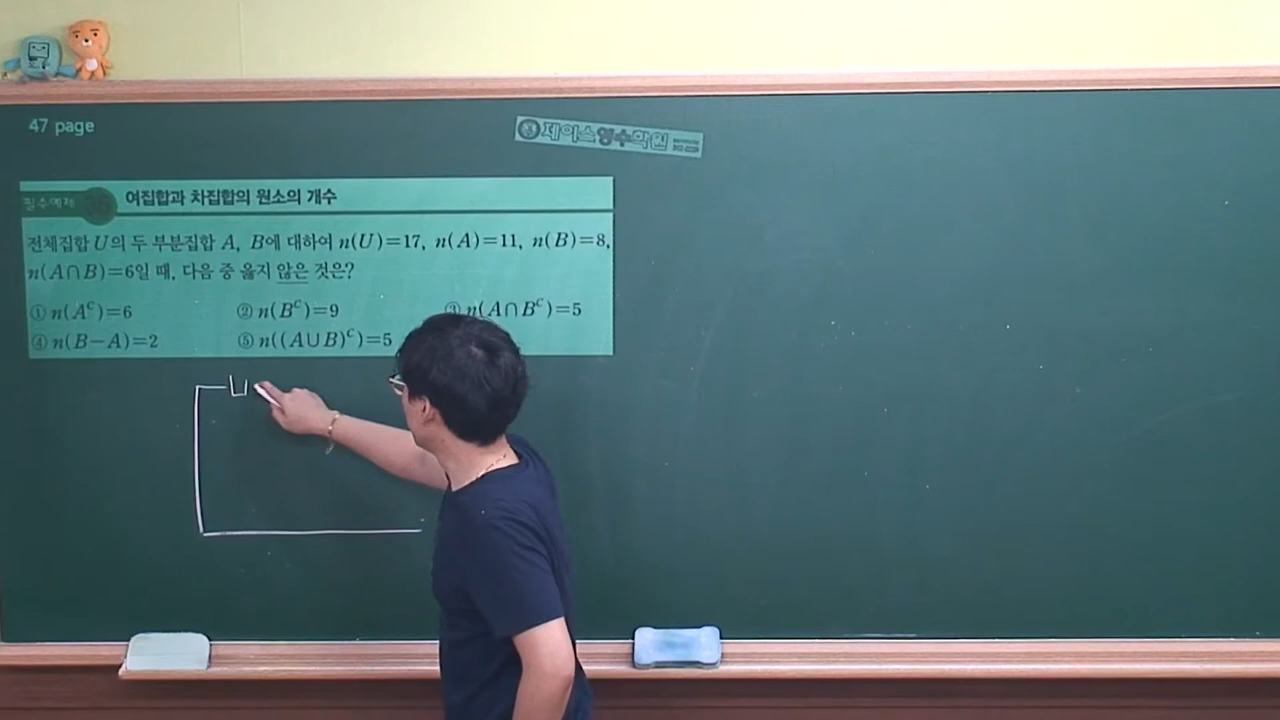 47 page
제이스영수학원
필수예제
여집합과 차집합의 원소의 개수
전체집합 U의 두 부분집합 A, B에 대하여 n(U)=17, n(A)=11, n(B)=8,
n(A∩B)=6일 때, 다음 중 옳지 않은 것은?
① n(Aᶜ)=6 ② n(Bᶜ)=9 ③ n(A∩Bᶜ)=5
④ n(B−A)=2 ⑤ n((A∪B)ᶜ)=5
U